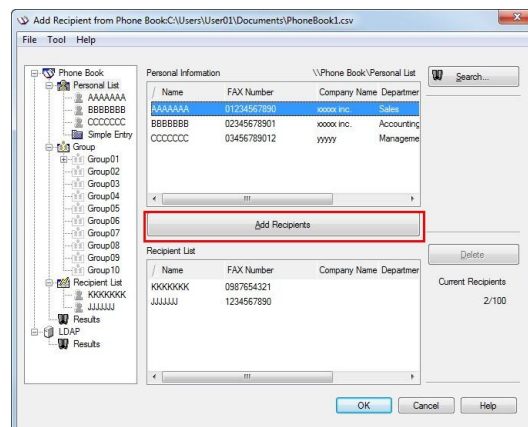 Add Recipient from Phone Book:C:\Users\User01\Documents\PhoneBook1.csv
File Tool Help
Phone Book
Personal List
AAAAAAA
BBBBBBB
CCCCCCC
Simple Entry
Group
Group01
Group02
Group03
Group04
Group05
Group06
Group07
Group08
Group09
Group10
Recipient List
KKKKKKK
JJJJJJJ
Results
LDAP
Results
Personal Information \\Phone Book\Personal List
Name FAX Number Company Name Departmer
AAAAAAA 01234567890 xxxxx inc. Sales
BBBBBBB 02345678901 xxxxx inc. Accounting
CCCCCCC 03456789012 yyyyy Manageme
Search...
Add Recipients
Recipient List
Name FAX Number Company Name Departmer
KKKKKKK 0987654321
JJJJJJJ 1234567890
Delete
Current Recipients
2/100
OK Cancel Help